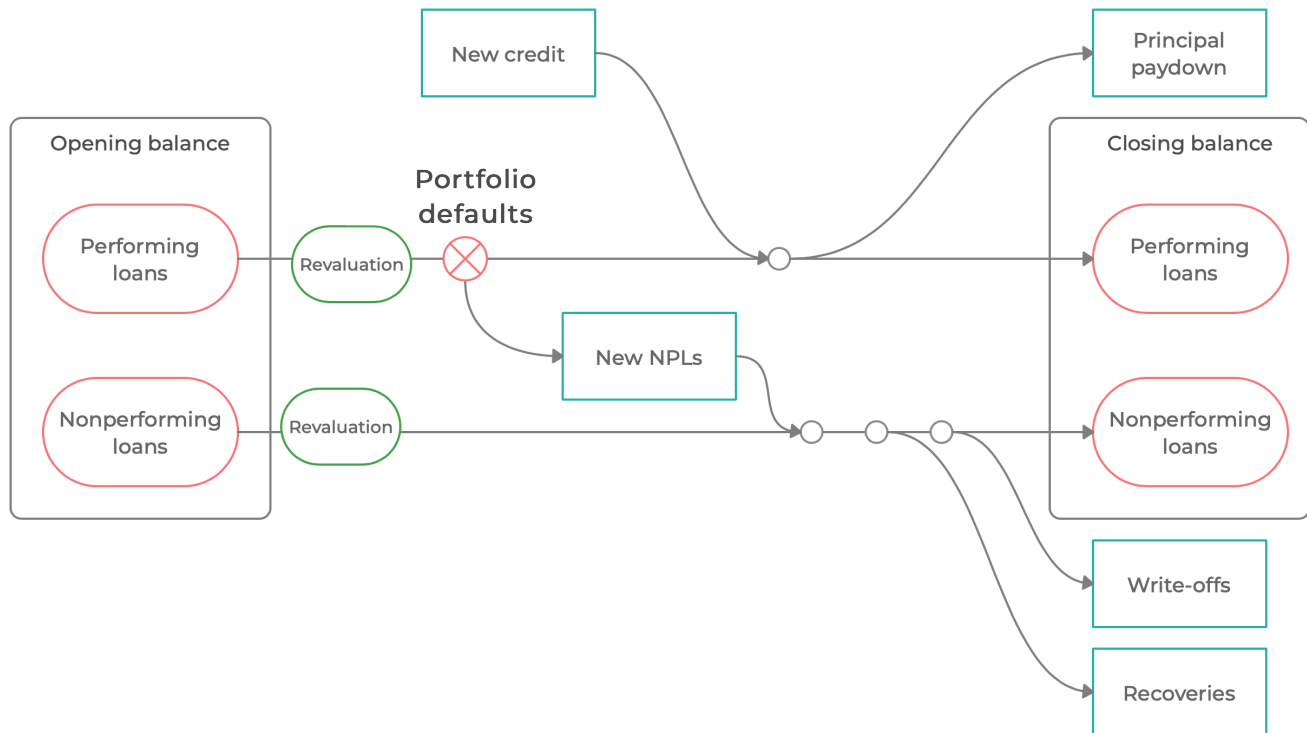 New credit
Principal
paydown
Opening balance
Closing balance
Portfolio
defaults
Performing
loans
Revaluation
Performing
loans
New NPLs
Nonperforming
loans
Revaluation
Nonperforming
loans
Write-offs
Recoveries